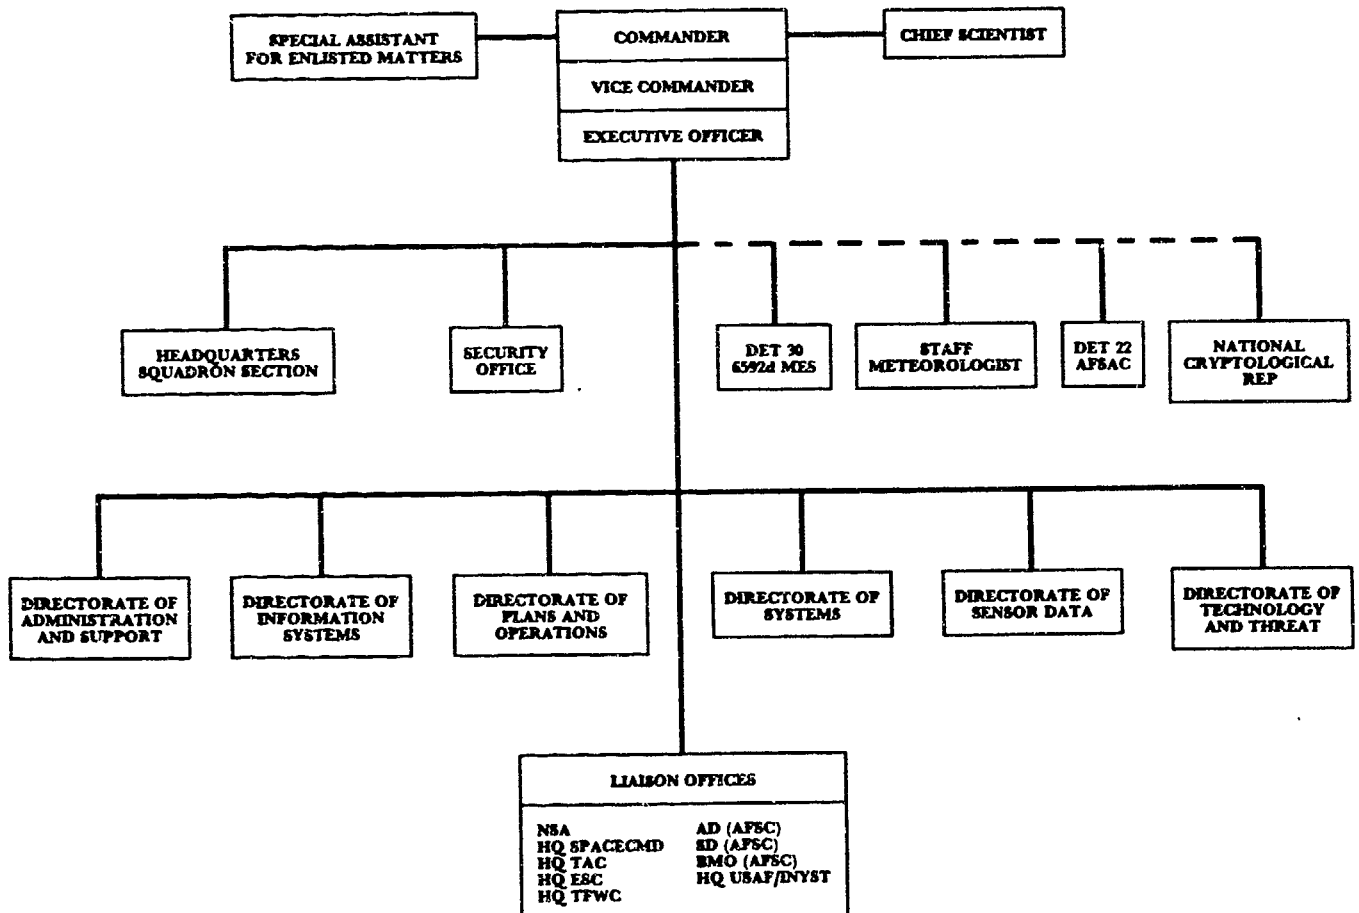 SPECIAL ASSISTANT
FOR ENLISTED MATTERS
COMMANDER
VICE COMMANDER
EXECUTIVE OFFICER
CHIEF SCIENTIST
HEADQUARTERS
SQUADRON SECTION
SECURITY
OFFICE
DET 30
6592d MES
STAFF
METEOROLOGIST
DET 22
AFSAC
NATIONAL
CRYPTOLOGICAL
REP
DIRECTORATE OF
ADMINISTRATION
AND SUPPORT
DIRECTORATE OF
INFORMATION
SYSTEMS
DIRECTORATE OF
PLANS AND
OPERATIONS
DIRECTORATE OF
SYSTEMS
DIRECTORATE OF
SENSOR DATA
DIRECTORATE OF
TECHNOLOGY
AND THREAT
LIAISON OFFICES
NSA
HQ SPACECMD
HQ TAC
HQ ESC
HQ TFWC
AD (AFSC)
SD (AFSC)
BMO (AFSC)
HQ USAF/INYST